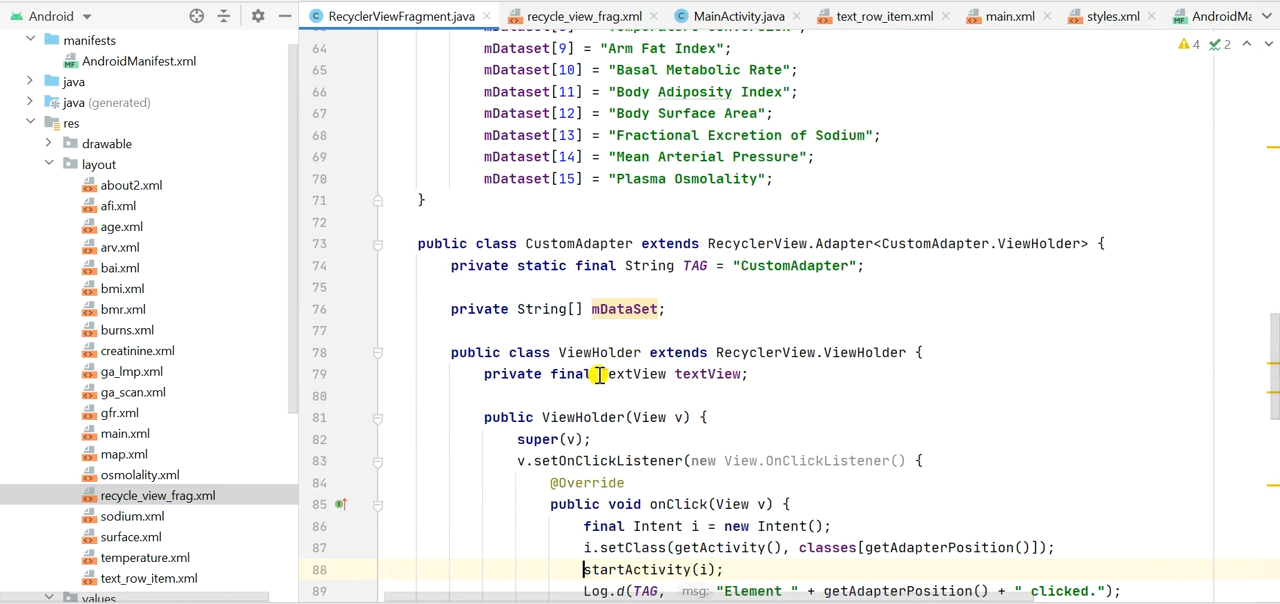 Android
RecyclerViewFragment.java
recycle_view_frag.xml
MainActivity.java
text_row_item.xml
main.xml
styles.xml
AndroidMa
manifests
AndroidManifest.xml
java
java (generated)
res
drawable
layout
about2.xml
afi.xml
age.xml
arv.xml
bai.xml
bmi.xml
bmr.xml
burns.xml
creatinine.xml
ga_lmp.xml
ga_scan.xml
gfr.xml
main.xml
map.xml
osmolality.xml
recycle_view_frag.xml
sodium.xml
surface.xml
temperature.xml
text_row_item.xml
values
4 2
64 mDataset[9] = "Arm Fat Index";
65 mDataset[10] = "Basal Metabolic Rate";
66 mDataset[11] = "Body Adiposity Index";
67 mDataset[12] = "Body Surface Area";
68 mDataset[13] = "Fractional Excretion of Sodium";
69 mDataset[14] = "Mean Arterial Pressure";
70 mDataset[15] = "Plasma Osmolality";
71 }
72
73 public class CustomAdapter extends RecyclerView.Adapter<CustomAdapter.ViewHolder> {
74 private static final String TAG = "CustomAdapter";
75
76 private String[] mDataSet;
77
78 public class ViewHolder extends RecyclerView.ViewHolder {
79 private final TextView textView;
80
81 public ViewHolder(View v) {
82 super(v);
83 v.setOnClickListener(new View.OnClickListener() {
84 @Override
85 public void onClick(View v) {
86 final Intent i = new Intent();
87 i.setClass(getActivity(), classes[getAdapterPosition()]);
88 startActivity(i);
89 Log.d(TAG, msg: "Element " + getAdapterPosition() + " clicked.");